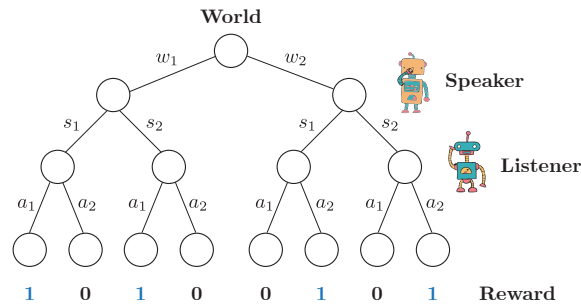 World
w₁ w₂
Speaker
s₁ s₂ s₁ s₂
Listener
a₁ a₂ a₁ a₂ a₁ a₂ a₁ a₂
1 0 1 0 0 1 0 1 Reward